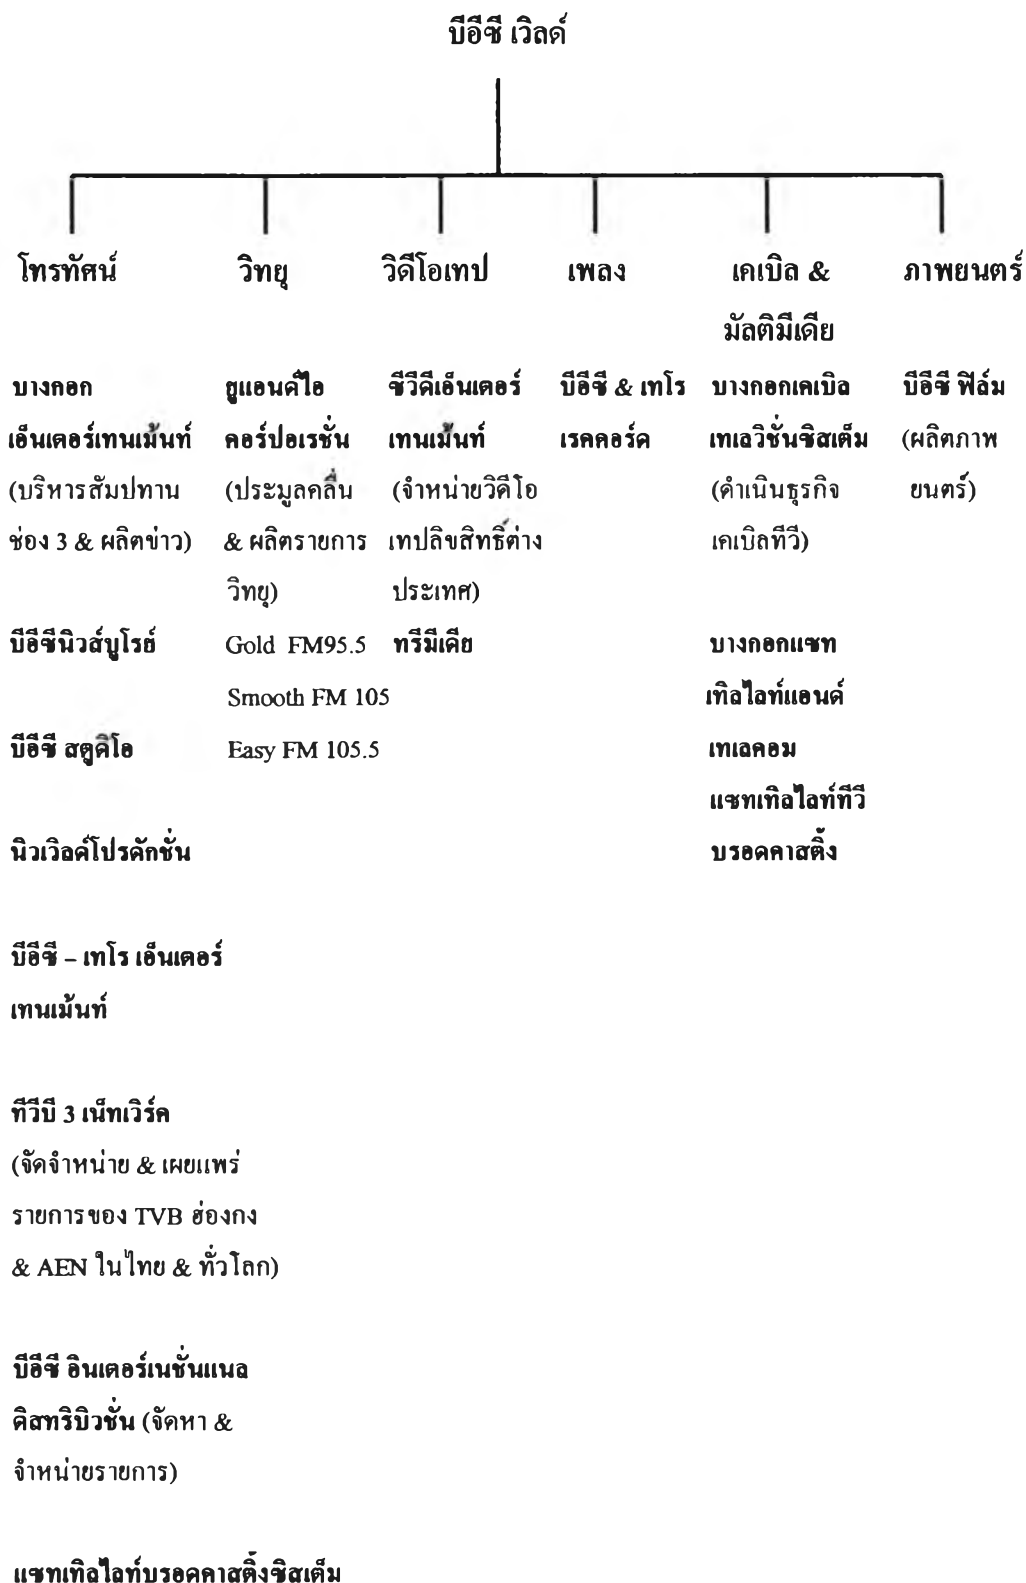 บีอีซี เวิลด์
โทรทัศน์
วิทยุ
วิดีโอเทป
เพลง
เคเบิล &
มัลติมีเดีย
ภาพยนตร์
บางกอก
เอ็นเตอร์เทนเม้นท์
(บริหารสัมปทาน
ช่อง 3 & ผลิตข่าว)
บีอีซีนิวส์บูโรย์
บีอีซี สตูดิโอ
นิวเวิลด์โปรดักชั่น
บีอีซี – เทโร เอ็นเตอร์
เทนเม้นท์
ทีวีบี 3 เน็ทเวิร์ค
(จัดจำหน่าย & เผยแพร่
รายการของ TVB ฮ่องกง
& AEN ในไทย & ทั่วโลก)
บีอีซี อินเตอร์เนชั่นแนล
ดิสทริบิวชั่น (จัดหา &
จำหน่ายรายการ)
แซทเทิลไลท์บรอดคาสติ้งซิสเต็ม
ยูแอนด์ไอ
คอร์ปอเรชั่น
(ประมูลคลื่น
& ผลิตรายการ
วิทยุ)
Gold FM95.5
Smooth FM 105
Easy FM 105.5
ซีวีดีเอ็นเตอร์
เทนเม้นท์
(จำหน่ายวิดีโอ
เทปลิขสิทธิ์ต่าง
ประเทศ)
ทรีมีเดีย
บีอีซี & เทโร
เรคคอร์ด
บางกอกเคเบิล
เทเลวิชั่นซิสเต็ม
(ดำเนินธุรกิจ
เคเบิลทีวี)
บางกอกแซท
เทิลไลท์แอนด์
เทเลคอม
แซทเทิลไลท์ทีวี
บรอดคาสติ้ง
บีอีซี ฟิล์ม
(ผลิตภาพ
ยนตร์)